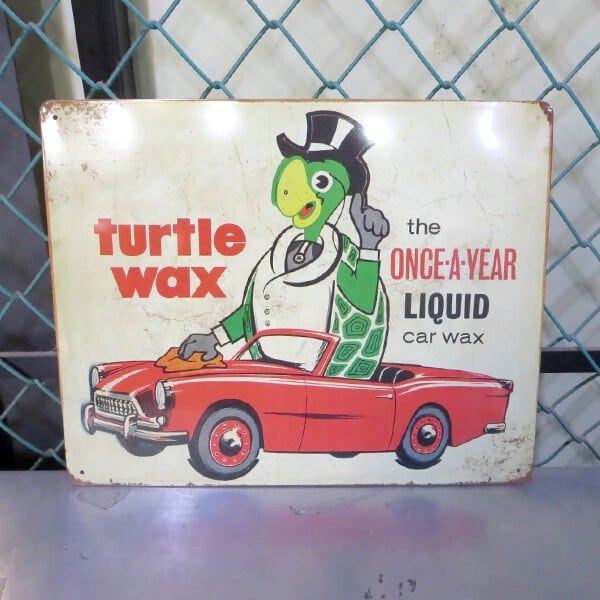 turtle
wax
the
ONCE-A-YEAR
LIQUID
car wax